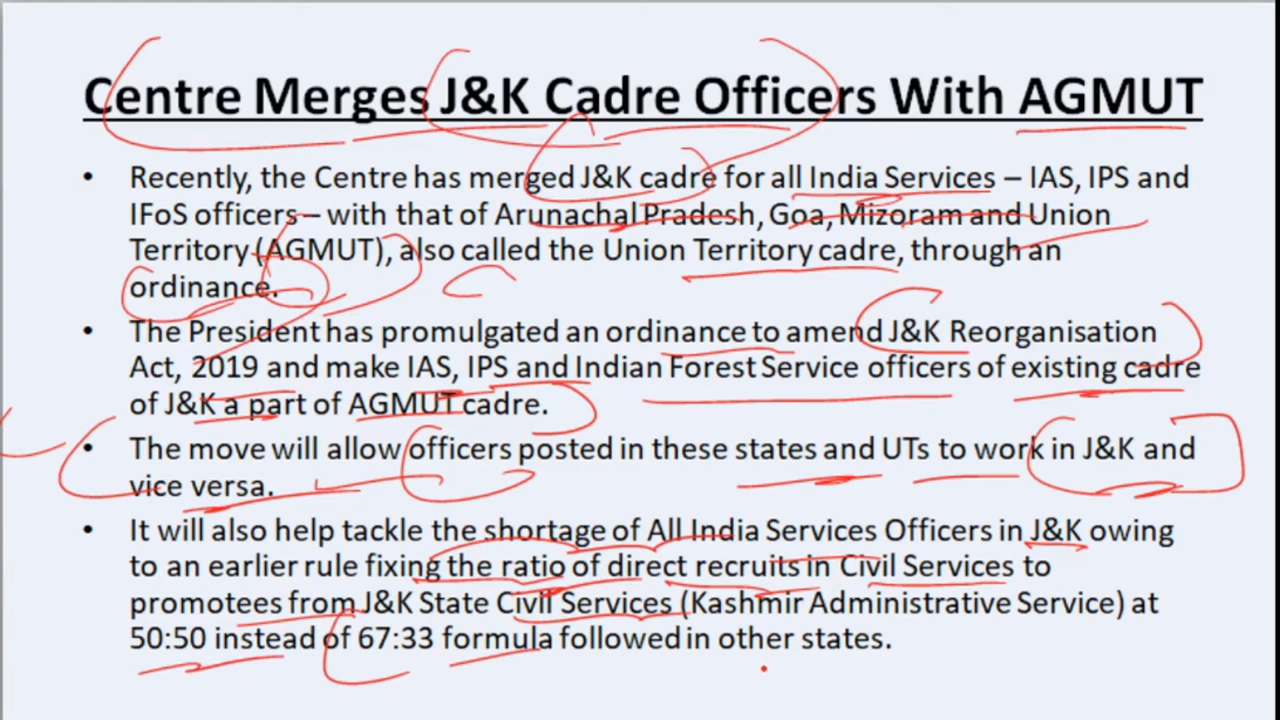 Centre Merges J&K Cadre Officers With AGMUT
• Recently, the Centre has merged J&K cadre for all India Services – IAS, IPS and
IFoS officers – with that of Arunachal Pradesh, Goa, Mizoram and Union
Territory (AGMUT), also called the Union Territory cadre, through an
ordinance.
• The President has promulgated an ordinance to amend J&K Reorganisation
Act, 2019 and make IAS, IPS and Indian Forest Service officers of existing cadre
of J&K a part of AGMUT cadre.
• The move will allow officers posted in these states and UTs to work in J&K and
vice versa.
• It will also help tackle the shortage of All India Services Officers in J&K owing
to an earlier rule fixing the ratio of direct recruits in Civil Services to
promotees from J&K State Civil Services (Kashmir Administrative Service) at
50:50 instead of 67:33 formula followed in other states.